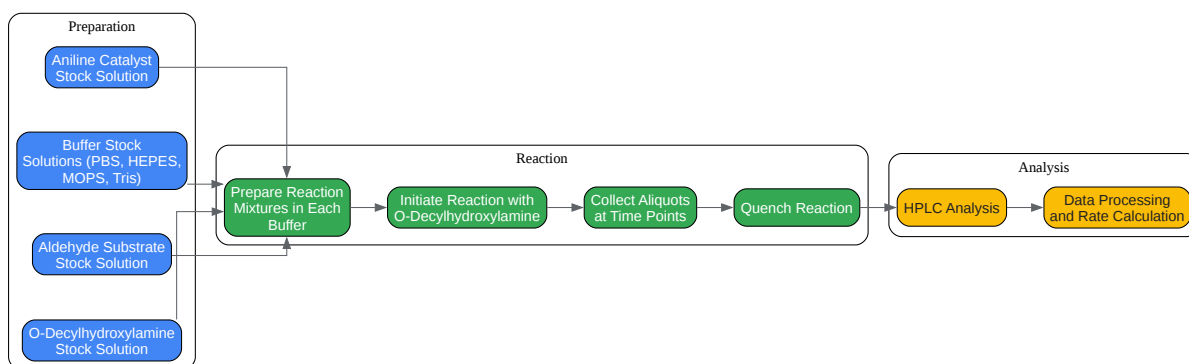 Preparation
Aniline Catalyst
Stock Solution
Buffer Stock
Solutions (PBS, HEPES,
MOPS, Tris)
Aldehyde Substrate
Stock Solution
O-Decylhydroxylamine
Stock Solution
Reaction
Prepare Reaction
Mixtures in Each
Buffer
Initiate Reaction with
O-Decylhydroxylamine
Collect Aliquots
at Time Points
Quench Reaction
Analysis
HPLC Analysis
Data Processing
and Rate Calculation